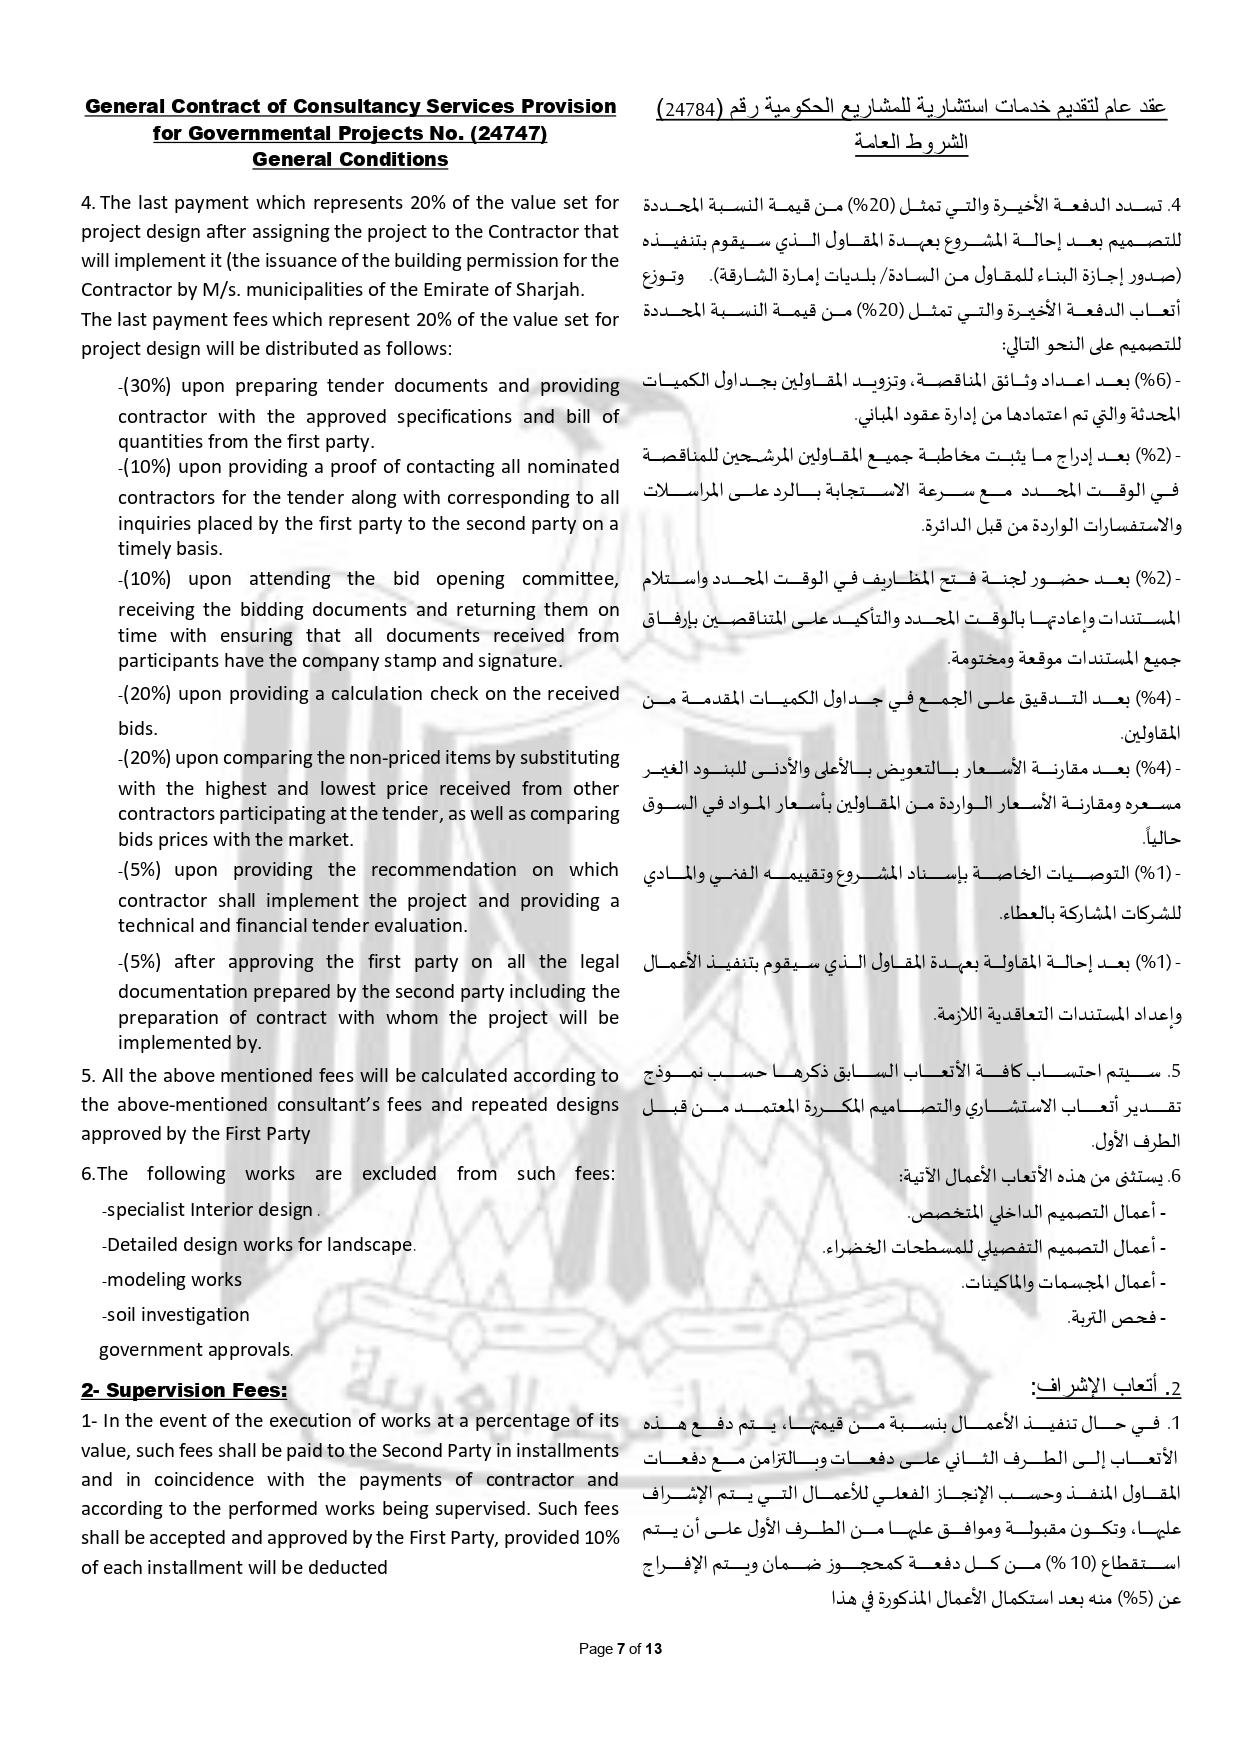 General Contract of Consultancy Services Provision
for Governmental Projects No. (24747)
General Conditions
4. The last payment which represents 20% of the value set for
project design after assigning the project to the Contractor that
will implement it (the issuance of the building permission for the
Contractor by M/s. municipalities of the Emirate of Sharjah.
The last payment fees which represent 20% of the value set for
project design will be distributed as follows:
-(30%) upon preparing tender documents and providing
contractor with the approved specifications and bill of
quantities from the first party.
-(10%) upon providing a proof of contacting all nominated
contractors for the tender along with corresponding to all
inquiries placed by the first party to the second party on a
timely basis.
-(10%) upon attending the bid opening committee,
receiving the bidding documents and returning them on
time with ensuring that all documents received from
participants have the company stamp and signature.
-(20%) upon providing a calculation check on the received
bids.
-(20%) upon comparing the non-priced items by substituting
with the highest and lowest price received from other
contractors participating at the tender, as well as comparing
bids prices with the market.
-(5%) upon providing the recommendation on which
contractor shall implement the project and providing a
technical and financial tender evaluation.
-(5%) after approving the first party on all the legal
documentation prepared by the second party including the
preparation of contract with whom the project will be
implemented by.
5. All the above mentioned fees will be calculated according to
the above-mentioned consultant’s fees and repeated designs
approved by the First Party
6.The following works are excluded from such fees:
-specialist Interior design .
-Detailed design works for landscape.
-modeling works
-soil investigation
government approvals.
2- Supervision Fees:
1- In the event of the execution of works at a percentage of its
value, such fees shall be paid to the Second Party in installments
and in coincidence with the payments of contractor and
according to the performed works being supervised. Such fees
shall be accepted and approved by the First Party, provided 10%
of each installment will be deducted
عقد عام لتقديم خدمات استشارية للمشاريع الحكومية رقم (24784)
الشروط العامة
4. تسدد الدفعة الأخيرة والتي تمثل (20%) من قيمة النسبة المحددة
للتصميم بعد إحالة المشروع بعهدة المقاول الذي سيقوم بتنفيذه
(صدور إجازة البناء للمقاول من السادة/ بلديات إمارة الشارقة). وتوزع
أتعاب الدفعة الأخيرة والتي تمثل (20%) من قيمة النسبة المحددة
للتصميم على النحو التالي:
- (6%) بعد اعداد وثائق المناقصة، وتزويد المقاولين بجداول الكميات
المحدثة والتي تم اعتمادها من إدارة عقود المباني.
- (2%) بعد إدراج ما يثبت مخاطبة جميع المقاولين المرشحين للمناقصة
في الوقت المحدد مع سرعة الاستجابة بالرد على المراسلات
والاستفسارات الواردة من قبل الدائرة.
- (2%) بعد حضور لجنة فتح المظاريف في الوقت المحدد واستلام
المستندات وإعادتها بالوقت المحدد والتأكيد على المتناقصين بإرفاق
جميع المستندات موقعة ومختومة.
- (4%) بعد التدقيق على الجمع في جداول الكميات المقدمة من
المقاولين.
- (4%) بعد مقارنة الأسعار بالتعويض بالأعلى والأدنى للبنود الغير
مسعره ومقارنة الأسعار الواردة من المقاولين بأسعار المواد في السوق
حالياً.
- (1%) التوصيات الخاصة بإسناد المشروع وتقييمه الفني والمادي
للشركات المشاركة بالعطاء.
- (1%) بعد إحالة المقاولة بعهدة المقاول الذي سيقوم بتنفيذ الأعمال
وإعداد المستندات التعاقدية اللازمة.
5. سيتم احتساب كافة الأتعاب السابق ذكرها حسب نموذج
تقدير أتعاب الاستشاري والتصاميم المكررة المعتمد من قبل
الطرف الأول.
6. يستثنى من هذه الأتعاب الأعمال الآتية:
- أعمال التصميم الداخلي المتخصص.
- أعمال التصميم التفصيلي للمسطحات الخضراء.
- أعمال المجسمات والماكينات.
- فحص التربة.
2. أتعاب الإشراف:
1. في حال تنفيذ الأعمال بنسبة من قيمتها، يتم دفع هذه
الأتعاب إلى الطرف الثاني على دفعات وبالتزامن مع دفعات
المقاول المنفذ وحسب الإنجاز الفعلي للأعمال التي يتم الإشراف
عليها، وتكون مقبولة وموافق عليها من الطرف الأول على أن يتم
استقطاع (10 %) من كل دفعة كمحجوز ضمان ويتم الإفراج
عن (5%) منه بعد استكمال الأعمال المذكورة في هذا
Page 7 of 13